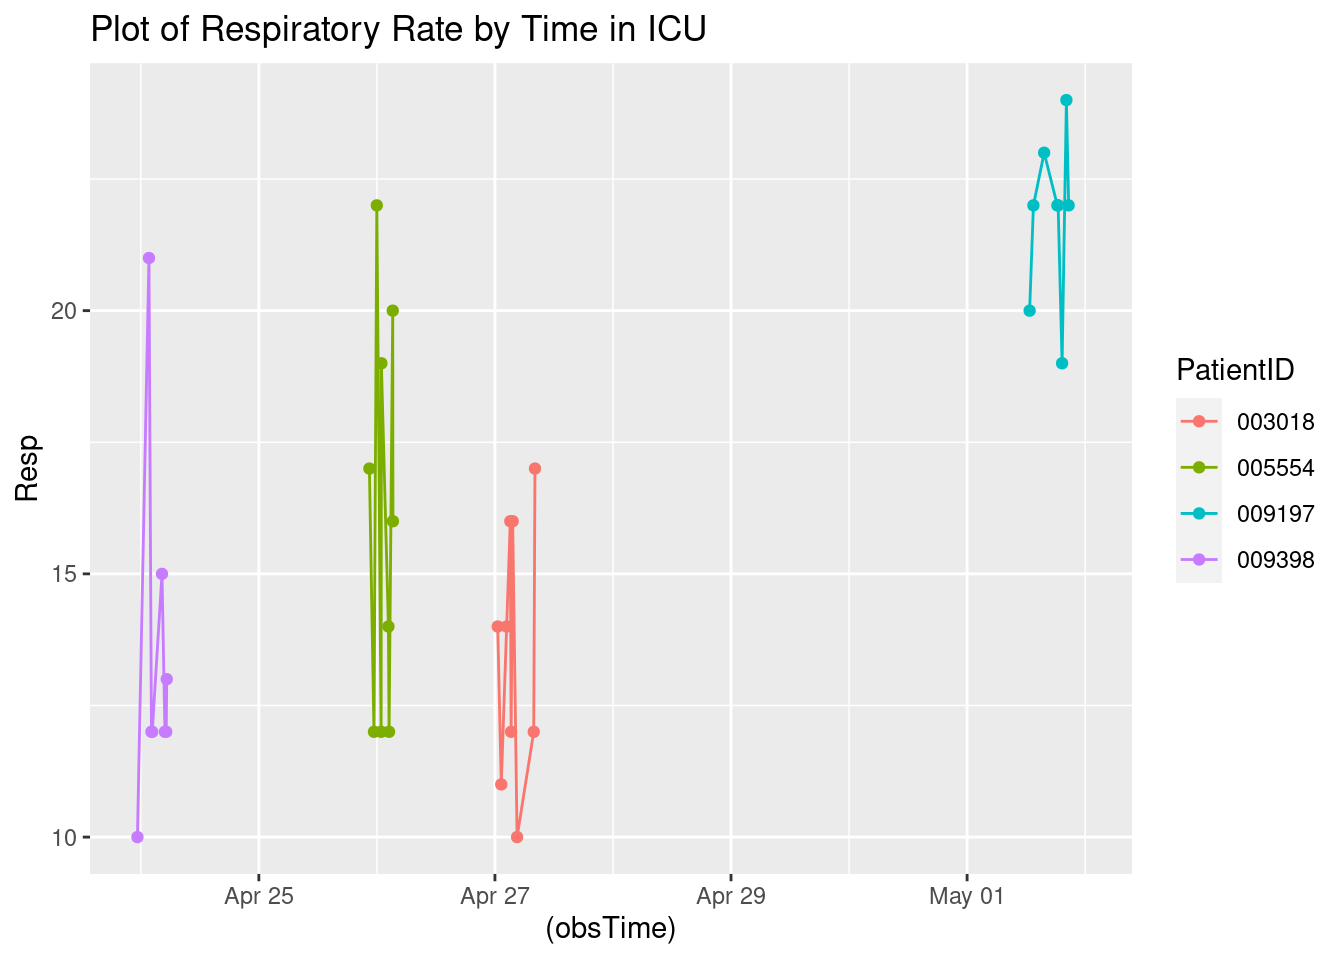 Plot of Respiratory Rate by Time in ICU
Resp
20
15
10
Apr 25
Apr 27
Apr 29
May 01
(obsTime)
PatientID
003018
005554
009197
009398